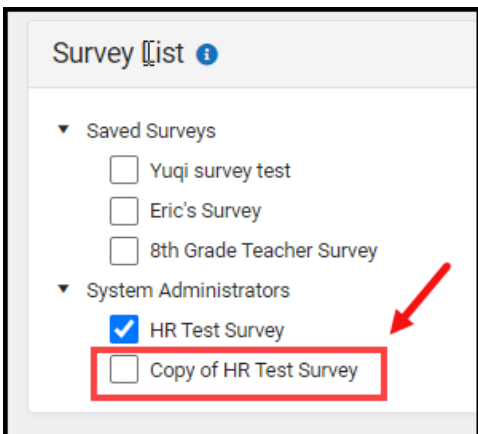 Survey List
Saved Surveys
Yuqi survey test
Eric's Survey
8th Grade Teacher Survey
System Administrators
HR Test Survey
Copy of HR Test Survey